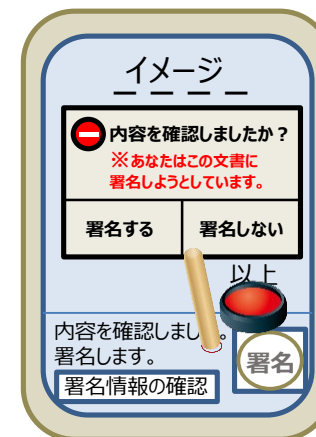 イメージ
内容を確認しましたか？
※あなたはこの文書に
署名しようとしています。
署名する
署名しない
以上
内容を確認しまし。
署名します。
署名
署名情報の確認